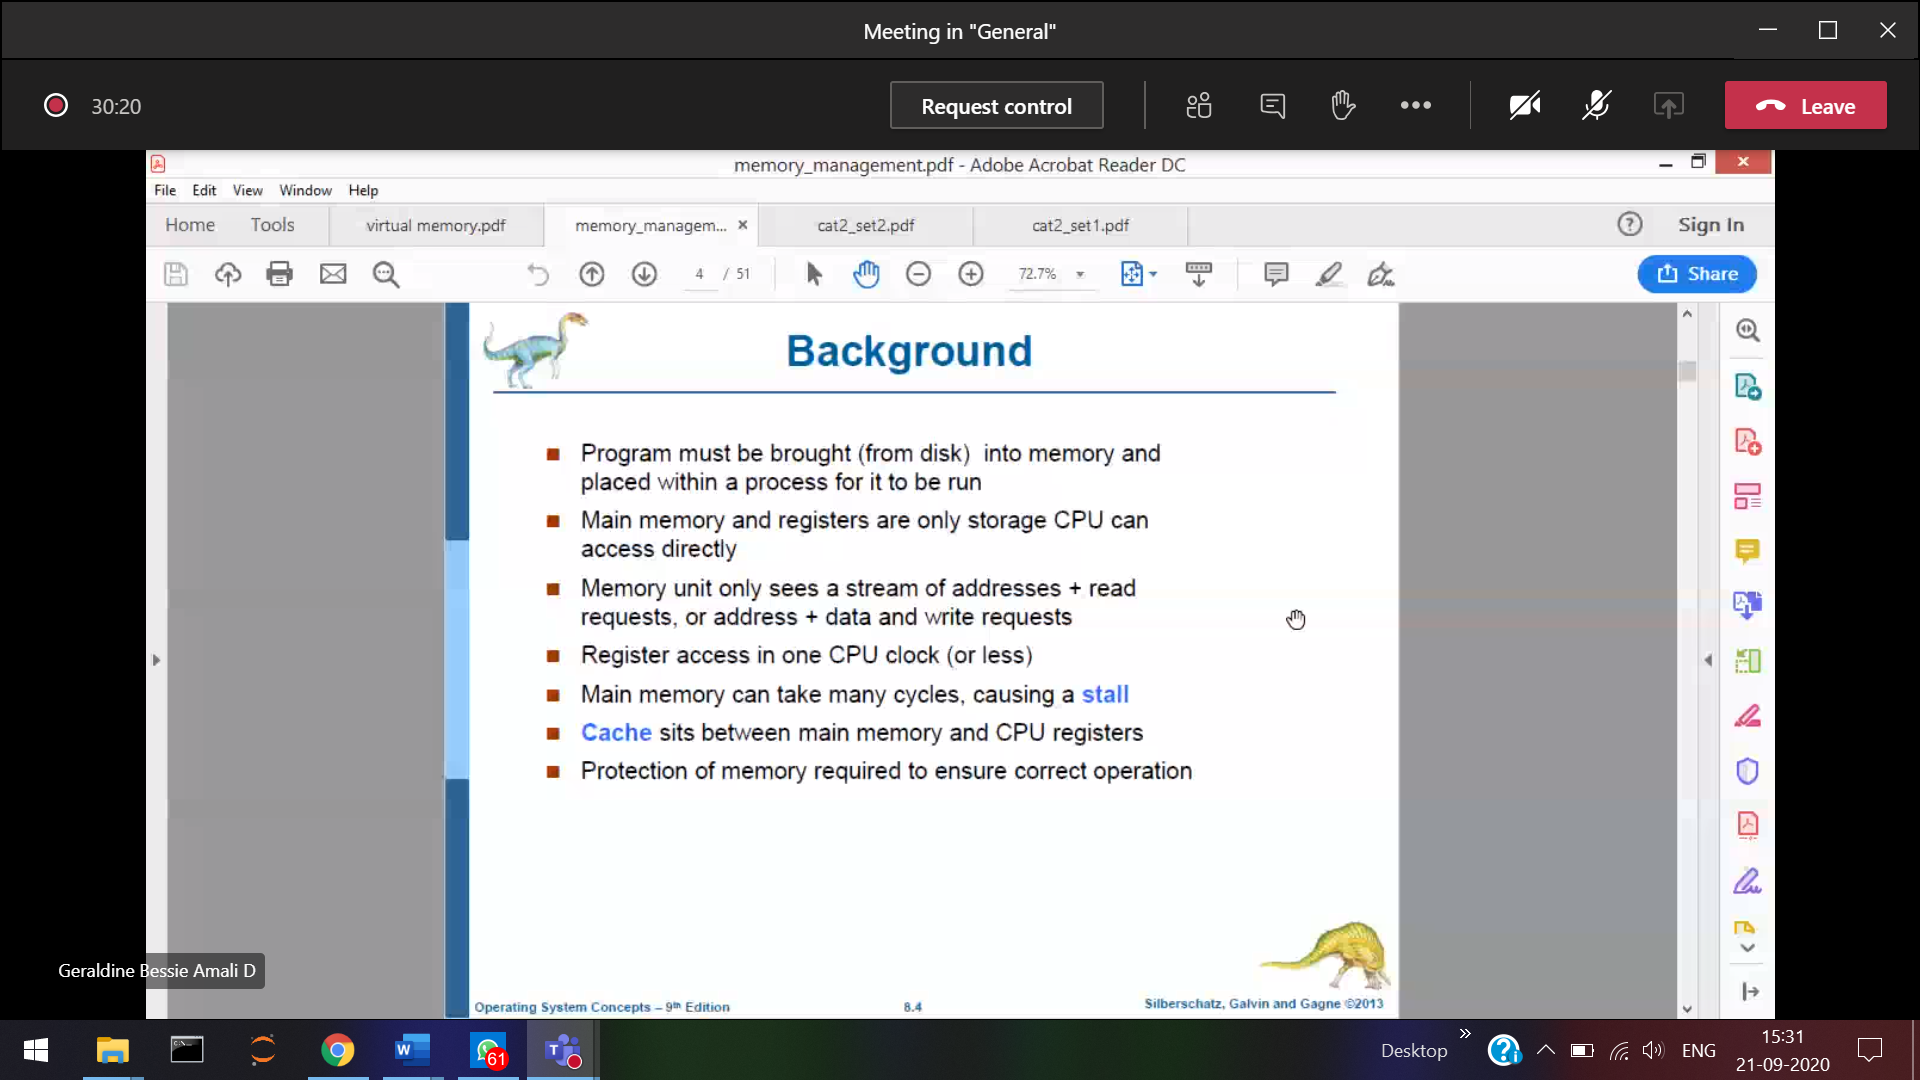 Meeting in "General"
30:20
Request control
Leave
memory_management.pdf - Adobe Acrobat Reader DC
File Edit View Window Help
Home Tools virtual memory.pdf memory_managem... cat2_set2.pdf cat2_set1.pdf Sign In
4 / 51 72.7% Share
Background
Program must be brought (from disk) into memory and
placed within a process for it to be run
Main memory and registers are only storage CPU can
access directly
Memory unit only sees a stream of addresses + read
requests, or address + data and write requests
Register access in one CPU clock (or less)
Main memory can take many cycles, causing a stall
Cache sits between main memory and CPU registers
Protection of memory required to ensure correct operation
Geraldine Bessie Amali D
Operating System Concepts – 9th Edition 8.4 Silberschatz, Galvin and Gagne ©2013
61
Desktop ENG 15:31
21-09-2020